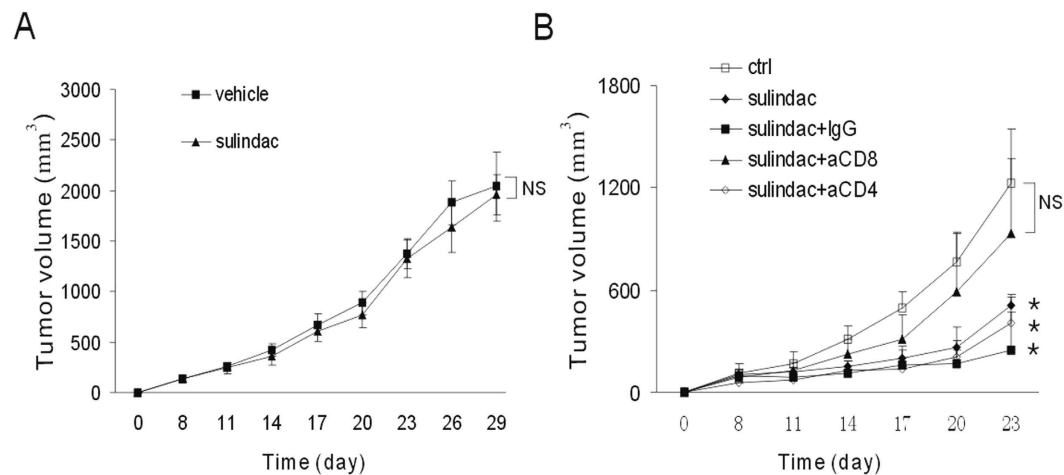 A
vehicle
sulindac
Tumor volume (mm³)
3000
2500
2000
1500
1000
500
0
NS
0 8 11 14 17 20 23 26 29
Time (day)
B
ctrl
sulindac
sulindac+IgG
sulindac+aCD8
sulindac+aCD4
Tumor volume (mm³)
1800
1200
600
0
NS
*
*
*
0 8 11 14 17 20 23
Time (day)